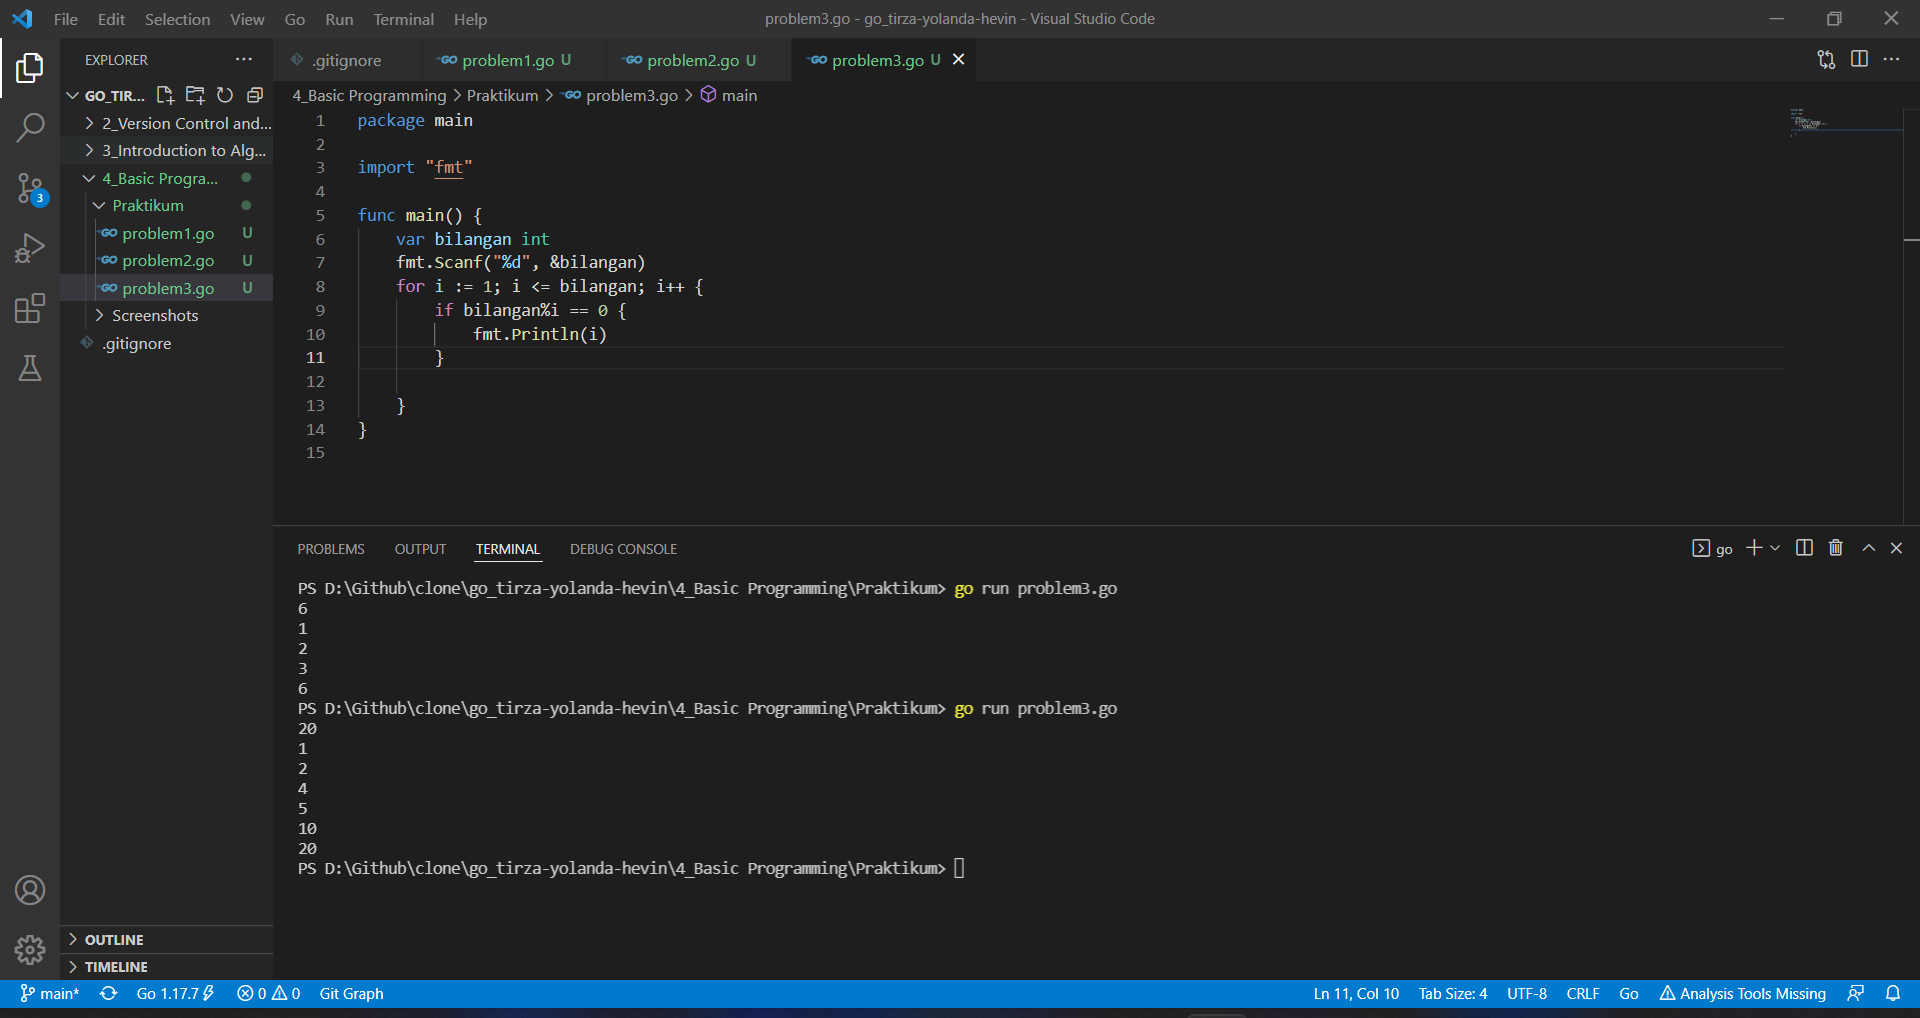 File Edit Selection View Go Run Terminal Help
problem3.go - go_tirza-yolanda-hevin - Visual Studio Code
EXPLORER
GO_TIR...
2_Version Control and...
3_Introduction to Alg...
4_Basic Progra...
Praktikum
GO problem1.go U
GO problem2.go U
GO problem3.go U
Screenshots
.gitignore
3
OUTLINE
TIMELINE
.gitignore
GO problem1.go U
GO problem2.go U
GO problem3.go U
4_Basic Programming > Praktikum > GO problem3.go > main
1 package main
2
3 import "fmt"
4
5 func main() {
6 var bilangan int
7 fmt.Scanf("%d", &bilangan)
8 for i := 1; i <= bilangan; i++ {
9 if bilangan%i == 0 {
10 fmt.Println(i)
11 }
12
13 }
14 }
15
PROBLEMS OUTPUT TERMINAL DEBUG CONSOLE
go
PS D:\Github\clone\go_tirza-yolanda-hevin\4_Basic Programming\Praktikum> go run problem3.go
6
1
2
3
6
PS D:\Github\clone\go_tirza-yolanda-hevin\4_Basic Programming\Praktikum> go run problem3.go
20
1
2
4
5
10
20
PS D:\Github\clone\go_tirza-yolanda-hevin\4_Basic Programming\Praktikum>
main* Go 1.17.7 0 0 Git Graph
Ln 11, Col 10 Tab Size: 4 UTF-8 CRLF Go Analysis Tools Missing